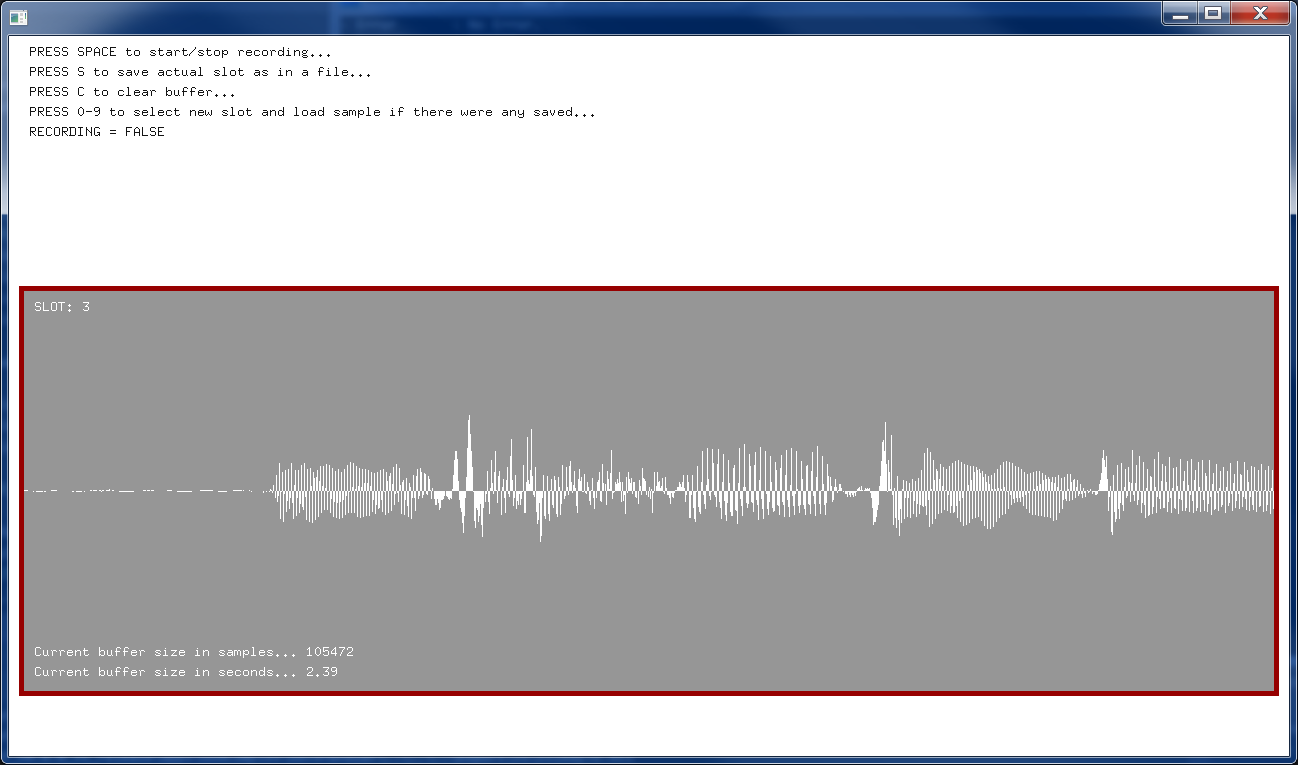 PRESS SPACE to start/stop recording...
PRESS S to save actual slot as in a file...
PRESS C to clear buffer...
PRESS 0-9 to select new slot and load sample if there were any saved...
RECORDING = FALSE
SLOT: 3
Current buffer size in samples... 105472
Current buffer size in seconds... 2.39